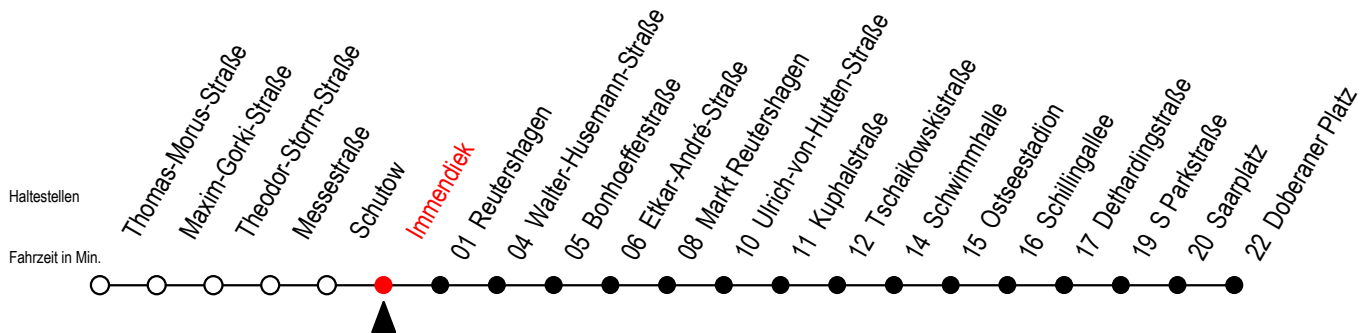 Haltestellen
Fahrzeit in Min.
Thomas-Morus-Straße
Maxim-Gorki-Straße
Theodor-Storm-Straße
Messestraße
Schutow
Immendiek
01 Reutershagen
04 Walter-Husemann-Straße
05 Bonhoefferstraße
06 Etkar-André-Straße
08 Markt Reutershagen
10 Ulrich-von-Hutten-Straße
11 Kuphalstraße
12 Tschaikowskistraße
14 Schwimmhalle
15 Ostseestadion
16 Schillingallee
17 Dethardingstraße
19 S Parkstraße
20 Saarplatz
22 Doberaner Platz